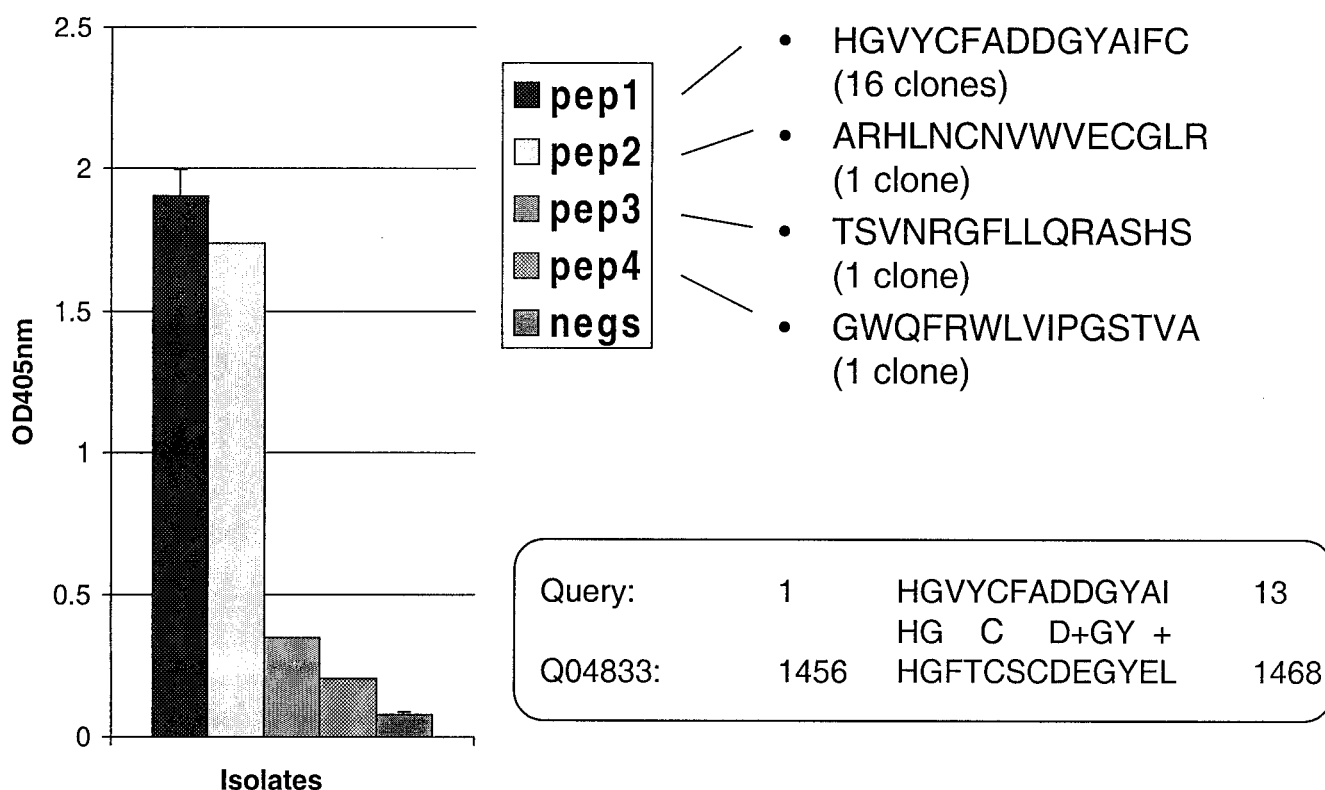 2.5
2
1.5
1
0.5
0
OD405nm
Isolates
pep1
pep2
pep3
pep4
negs
• HGVYCFADDGYAIFC
(16 clones)
• ARHLNCNVWVECGLR
(1 clone)
• TSVNRGFLLQRASHS
(1 clone)
• GWQFRWLVIPGSTVA
(1 clone)
Query: 1 HGVYCFADDGYAI 13
HG C D+GY +
Q04833: 1456 HGFTCSCDEGYEL 1468